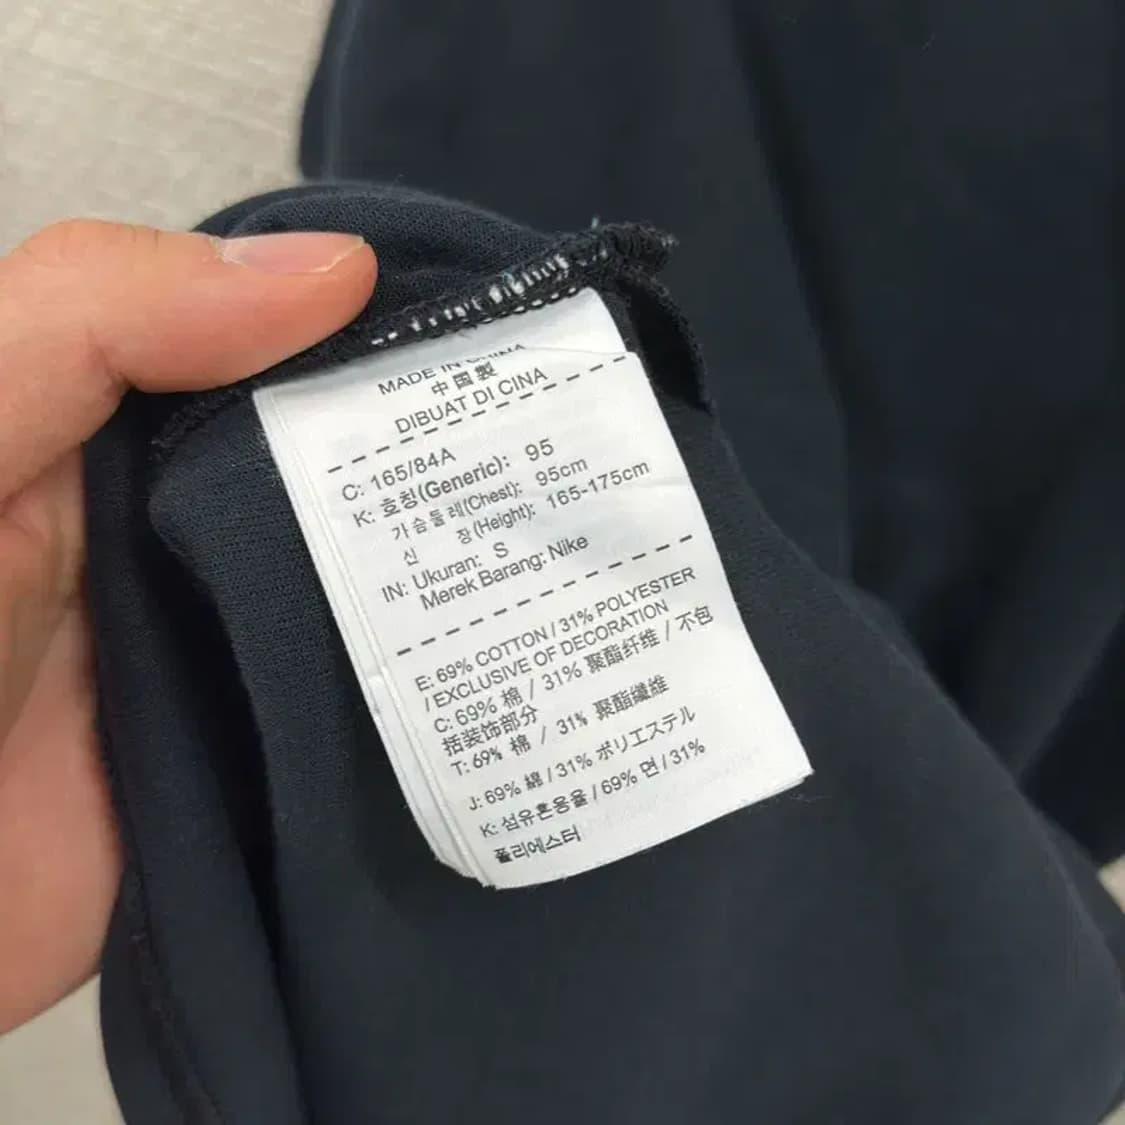 MADE IN CHINA
中国製
DIBUAT DI CINA
C: 165/84A
K: 호칭(Generic): 95
가슴둘레(Chest): 95cm
신 장(Height): 165-175cm
IN: Ukuran: S
Merek Barang: Nike
E: 69% COTTON / 31% POLYESTER
/ EXCLUSIVE OF DECORATION
C: 69% 棉 / 31% 聚酯纤维 / 不包
括装饰部分
T: 69% 棉 / 31% 聚酯纖維
J: 69% 綿 / 31% ポリエステル
K: 섬유혼용율 / 69% 면 / 31%
폴리에스터